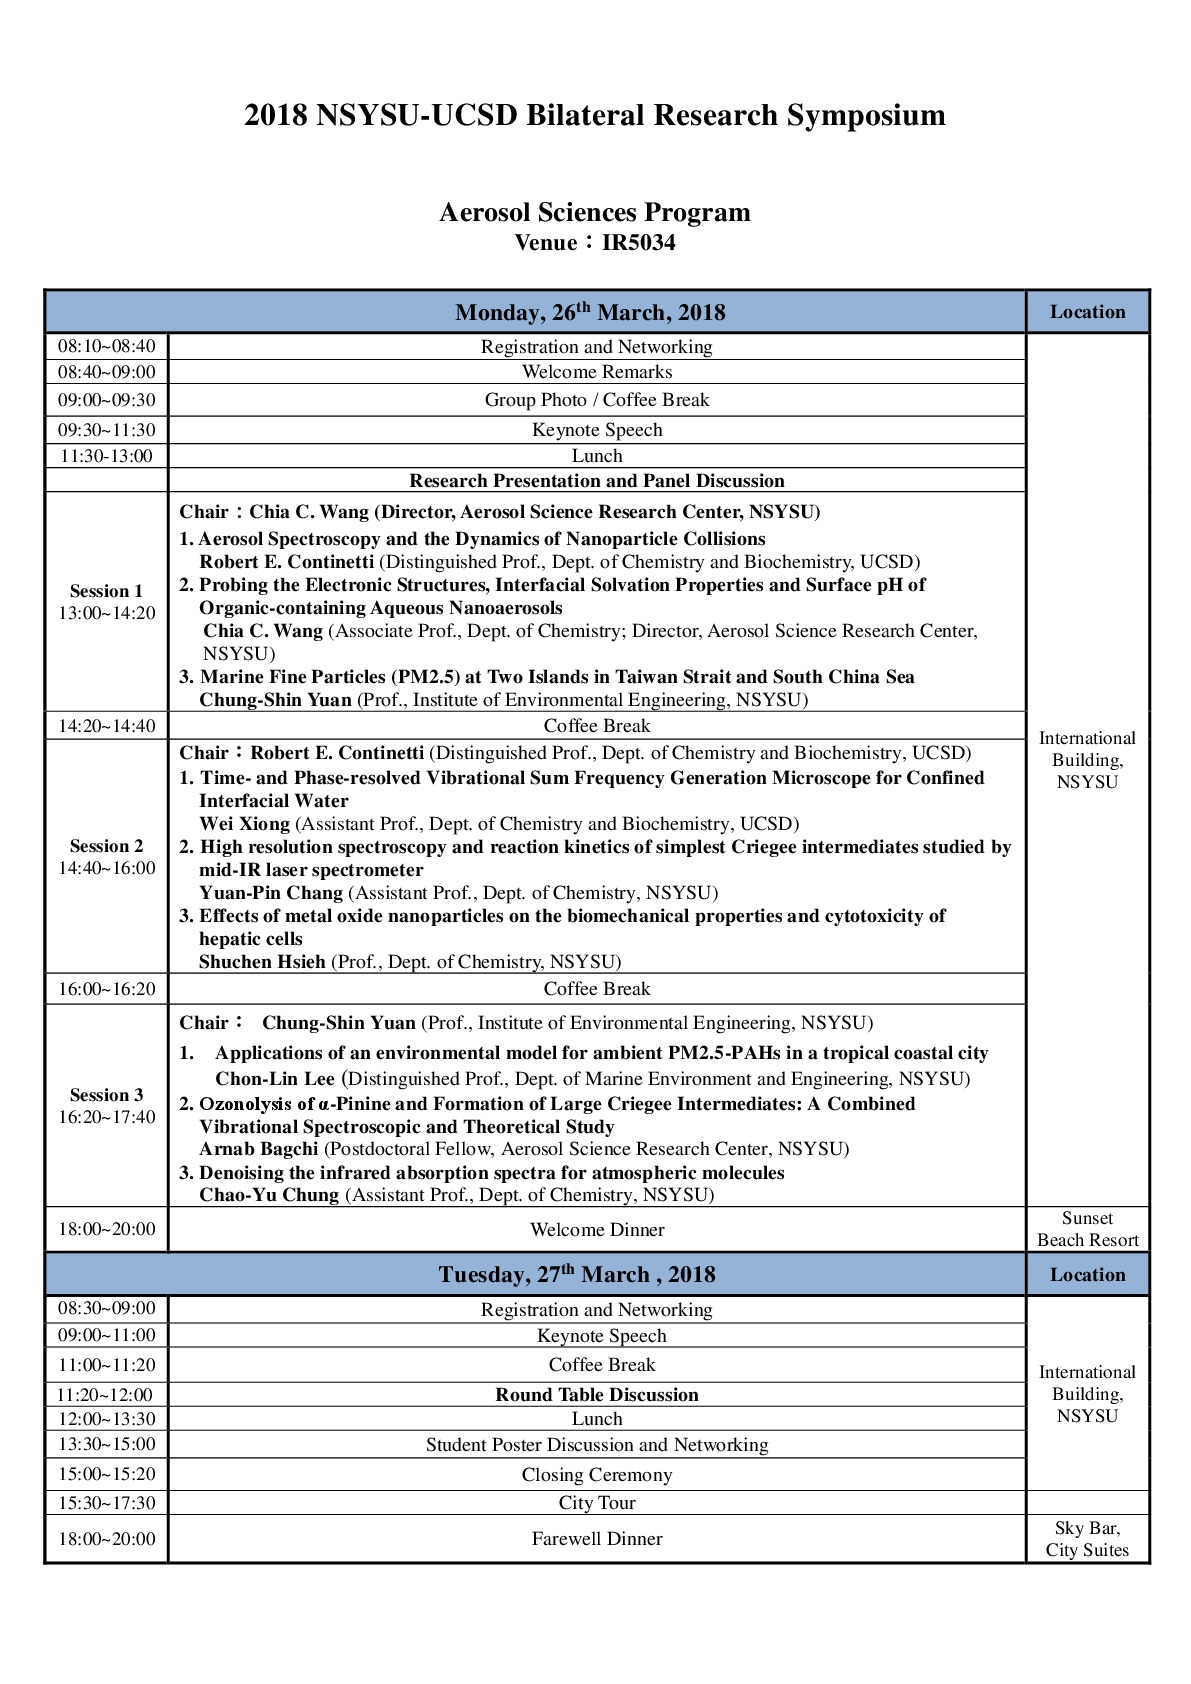 2018 NSYSU-UCSD Bilateral Research Symposium
Aerosol Sciences Program
Venue：IR5034
Monday, 26th March, 2018
Location
08:10~08:40
Registration and Networking
08:40~09:00
Welcome Remarks
09:00~09:30
Group Photo / Coffee Break
09:30~11:30
Keynote Speech
11:30-13:00
Lunch
Research Presentation and Panel Discussion
Session 1
13:00~14:20
Chair：Chia C. Wang (Director, Aerosol Science Research Center, NSYSU)
1. Aerosol Spectroscopy and the Dynamics of Nanoparticle Collisions
Robert E. Continetti (Distinguished Prof., Dept. of Chemistry and Biochemistry, UCSD)
2. Probing the Electronic Structures, Interfacial Solvation Properties and Surface pH of
Organic-containing Aqueous Nanoaerosols
Chia C. Wang (Associate Prof., Dept. of Chemistry; Director, Aerosol Science Research Center,
NSYSU)
3. Marine Fine Particles (PM2.5) at Two Islands in Taiwan Strait and South China Sea
Chung-Shin Yuan (Prof., Institute of Environmental Engineering, NSYSU)
14:20~14:40
Coffee Break
International
Building,
NSYSU
Session 2
14:40~16:00
Chair：Robert E. Continetti (Distinguished Prof., Dept. of Chemistry and Biochemistry, UCSD)
1. Time- and Phase-resolved Vibrational Sum Frequency Generation Microscope for Confined
Interfacial Water
Wei Xiong (Assistant Prof., Dept. of Chemistry and Biochemistry, UCSD)
2. High resolution spectroscopy and reaction kinetics of simplest Criegee intermediates studied by
mid-IR laser spectrometer
Yuan-Pin Chang (Assistant Prof., Dept. of Chemistry, NSYSU)
3. Effects of metal oxide nanoparticles on the biomechanical properties and cytotoxicity of
hepatic cells
Shuchen Hsieh (Prof., Dept. of Chemistry, NSYSU)
16:00~16:20
Coffee Break
Session 3
16:20~17:40
Chair： Chung-Shin Yuan (Prof., Institute of Environmental Engineering, NSYSU)
1. Applications of an environmental model for ambient PM2.5-PAHs in a tropical coastal city
Chon-Lin Lee (Distinguished Prof., Dept. of Marine Environment and Engineering, NSYSU)
2. Ozonolysis of α-Pinine and Formation of Large Criegee Intermediates: A Combined
Vibrational Spectroscopic and Theoretical Study
Arnab Bagchi (Postdoctoral Fellow, Aerosol Science Research Center, NSYSU)
3. Denoising the infrared absorption spectra for atmospheric molecules
Chao-Yu Chung (Assistant Prof., Dept. of Chemistry, NSYSU)
18:00~20:00
Welcome Dinner
Sunset
Beach Resort
Tuesday, 27th March , 2018
Location
08:30~09:00
Registration and Networking
09:00~11:00
Keynote Speech
11:00~11:20
Coffee Break
11:20~12:00
Round Table Discussion
12:00~13:30
Lunch
13:30~15:00
Student Poster Discussion and Networking
15:00~15:20
Closing Ceremony
International
Building,
NSYSU
15:30~17:30
City Tour
18:00~20:00
Farewell Dinner
Sky Bar,
City Suites